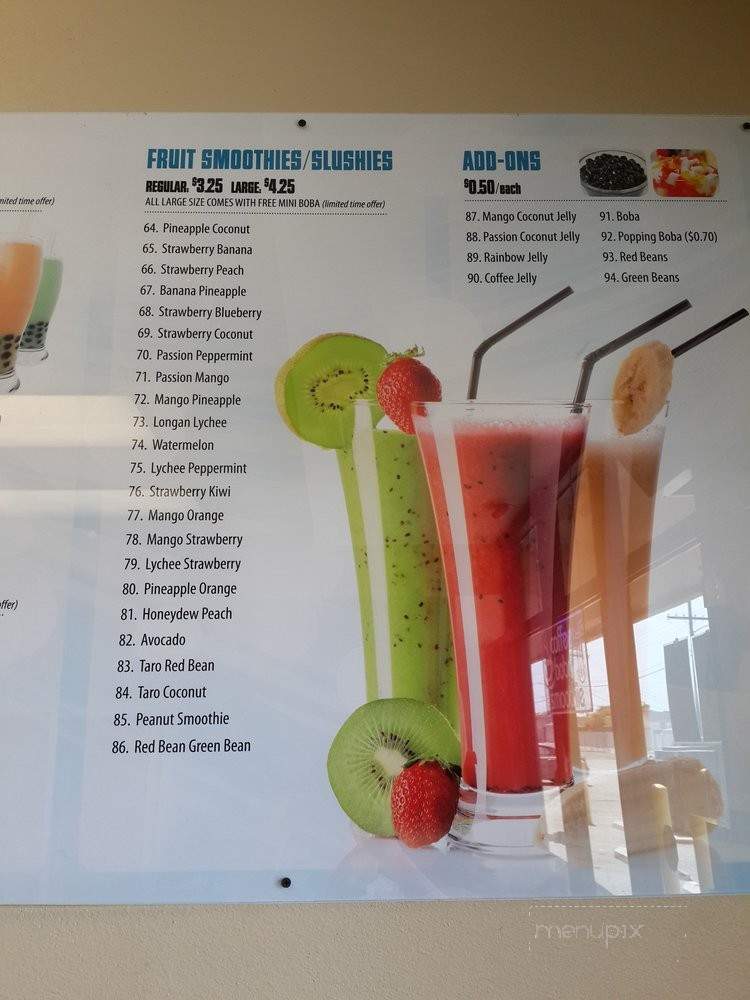 nited time offer)
FRUIT SMOOTHIES/SLUSHIES
REGULAR. $3.25 LARGE. $4.25
ALL LARGE SIZE COMES WITH FREE MINI BOBA (limited time offer)
64. Pineapple Coconut
65. Strawberry Banana
66. Strawberry Peach
67. Banana Pineapple
68. Strawberry Blueberry
69. Strawberry Coconut
70. Passion Peppermint
71. Passion Mango
72. Mango Pineapple
73. Longan Lychee
74. Watermelon
75. Lychee Peppermint
76. Strawberry Kiwi
77. Mango Orange
78. Mango Strawberry
79. Lychee Strawberry
80. Pineapple Orange
81. Honeydew Peach
82. Avocado
83. Taro Red Bean
84. Taro Coconut
85. Peanut Smoothie
86. Red Bean Green Bean
ADD-ONS
$0.50/each
87. Mango Coconut Jelly
88. Passion Coconut Jelly
89. Rainbow Jelly
90. Coffee Jelly
91. Boba
92. Popping Boba ($0.70)
93. Red Beans
94. Green Beans
offer)
menupix